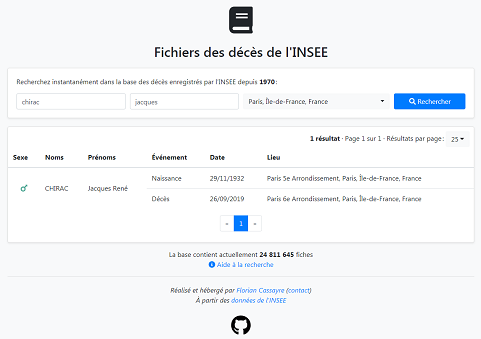 Fichiers des décès de l'INSEE
Recherchez instantanément dans la base des décès enregistrés par l'INSEE depuis 1970:
chirac jacques Paris, Île-de-France, France Rechercher
1 résultat · Page 1 sur 1 · Résultats par page : 25
Sexe Noms Prénoms Événement Date Lieu
Naissance 29/11/1932 Paris 5e Arrondissement, Paris, Île-de-France, France
CHIRAC Jacques René
Décès 26/09/2019 Paris 6e Arrondissement, Paris, Île-de-France, France
« 1 »
La base contient actuellement 24 811 645 fiches
Aide à la recherche
Réalisé et hébergé par Florian Cassayre (contact)
À partir des données de l'INSEE